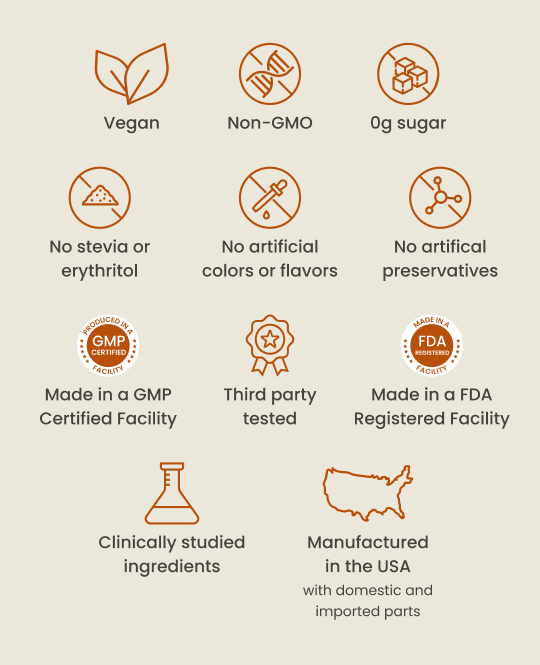 Vegan
Non-GMO
0g sugar
No stevia or
erythritol
No artificial
colors or flavors
No artifical
preservatives
PRODUCED IN A
GMP
CERTIFIED
FACILITY
Made in a GMP
Certified Facility
Third party
tested
MADE IN A
FDA
REGISTERED
FACILITY
Made in a FDA
Registered Facility
Clinically studied
ingredients
Manufactured
in the USA
with domestic and
imported parts